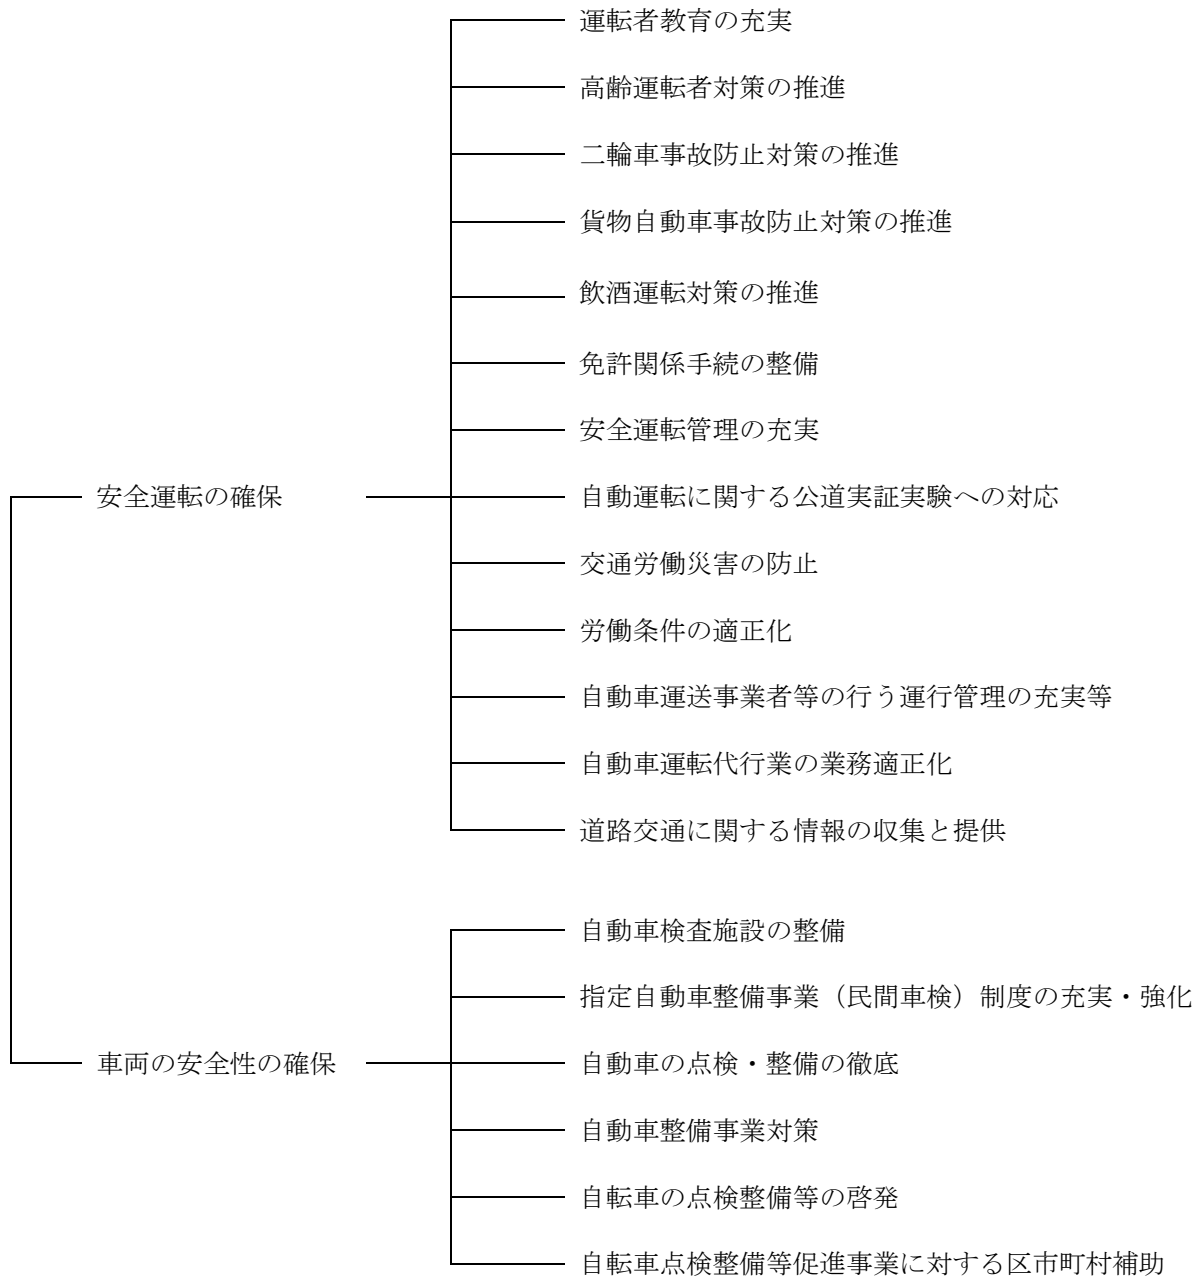 運転者教育の充実
高齢運転者対策の推進
二輪車事故防止対策の推進
貨物自動車事故防止対策の推進
飲酒運転対策の推進
免許関係手続の整備
安全運転管理の充実
安全運転の確保
自動運転に関する公道実証実験への対応
交通労働災害の防止
労働条件の適正化
自動車運送事業者等の行う運行管理の充実等
自動車運転代行業の業務適正化
道路交通に関する情報の収集と提供
自動車検査施設の整備
指定自動車整備事業（民間車検）制度の充実・強化
車両の安全性の確保
自動車の点検・整備の徹底
自動車整備事業対策
自転車の点検整備等の啓発
自転車点検整備等促進事業に対する区市町村補助